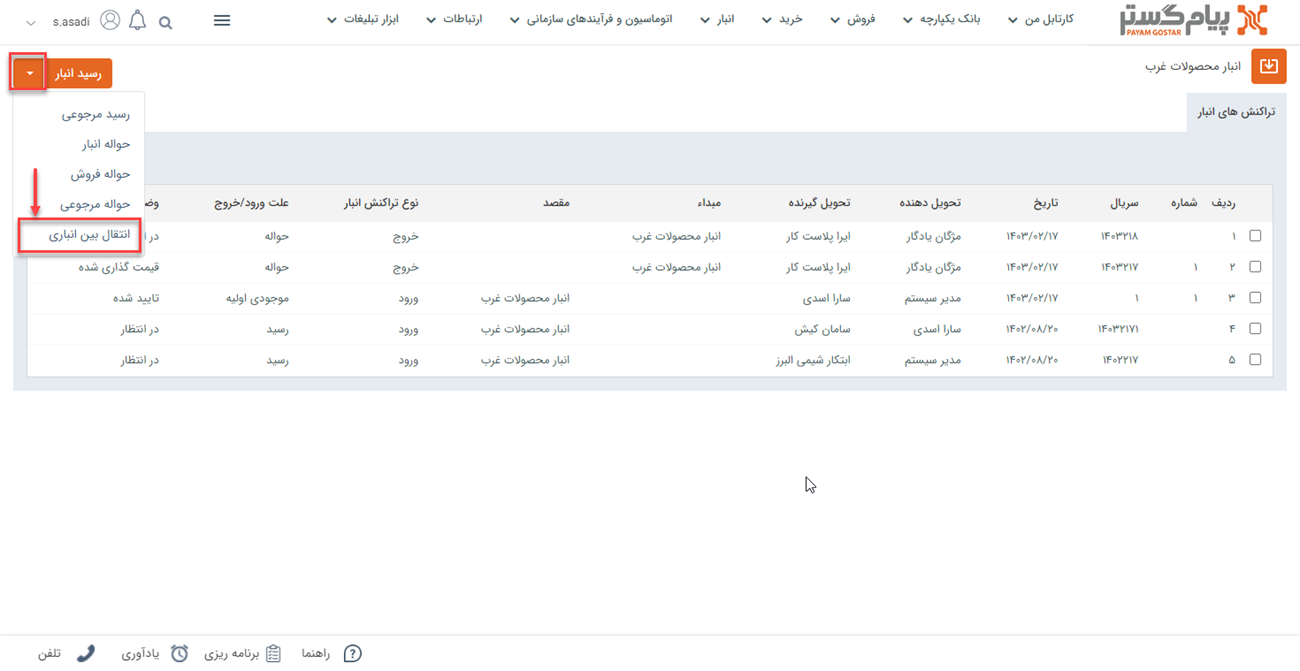 پیام گستر
PAYAM GOSTAR
کارتابل من
بانک یکپارچه
فروش
خرید
انبار
اتوماسیون و فرآیندهای سازمانی
ارتباطات
ابزار تبلیغات
s.asadi
انبار محصولات غرب
رسید انبار
تراکنش های انبار
رسید مرجوعی
حواله انبار
حواله فروش
حواله مرجوعی
انتقال بین انباری
ردیف شماره سریال تاریخ تحویل دهنده تحویل گیرنده مبداء مقصد نوع تراکنش انبار علت ورود/خروج
۱ ۱۴۰۳۲۱۸ ۱۴۰۳/۰۲/۱۷ مژگان یادگار ایرا پلاست کار انبار محصولات غرب خروج حواله
۲ ۱ ۱۴۰۳۲۱۷ ۱۴۰۳/۰۲/۱۷ مژگان یادگار ایرا پلاست کار انبار محصولات غرب خروج حواله قیمت گذاری شده
۳ ۱ ۱ ۱۴۰۳/۰۲/۱۷ مدیر سیستم سارا اسدی انبار محصولات غرب ورود موجودی اولیه تایید شده
۴ ۱۴۰۳۲۱۷۱ ۱۴۰۲/۰۸/۲۰ سارا اسدی سامان کیش انبار محصولات غرب ورود رسید در انتظار
۵ ۱۴۰۲۲۱۷ ۱۴۰۲/۰۸/۲۰ مدیر سیستم ابتکار شیمی البرز انبار محصولات غرب ورود رسید در انتظار
راهنما
برنامه ریزی
یادآوری
تلفن